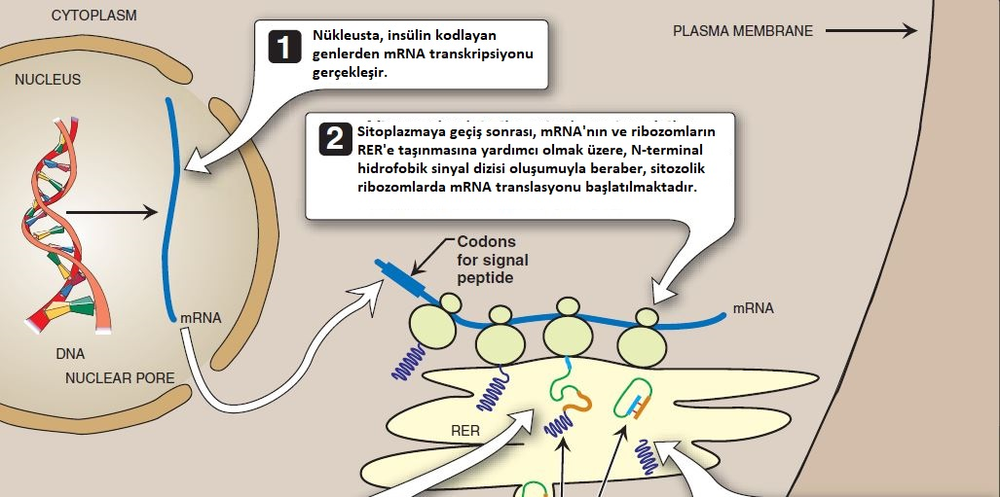 CYTOPLASM
1
Nükleusta, insülin kodlayan
genlerden mRNA transkripsiyonu
gerçekleşir.
PLASMA MEMBRANE
NUCLEUS
2
Sitoplazmaya geçiş sonrası, mRNA'nın ve ribozomların
RER'e taşınmasına yardımcı olmak üzere, N-terminal
hidrofobik sinyal dizisi oluşumuyla beraber, sitozolik
ribozomlarda mRNA translasyonu başlatılmaktadır.
Codons
for signal
peptide
mRNA
mRNA
DNA
NUCLEAR PORE
RER